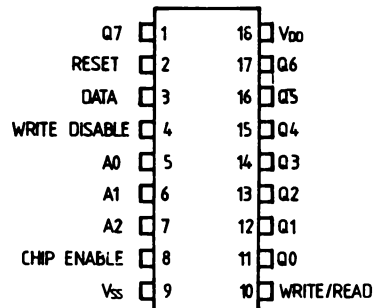 Q7 1 18 VDD
RESET 2 17 Q6
DATA 3 16 Q5
WRITE DISABLE 4 15 Q4
A0 5 14 Q3
A1 6 13 Q2
A2 7 12 Q1
CHIP ENABLE 8 11 Q0
VSS 9 10 WRITE/READ